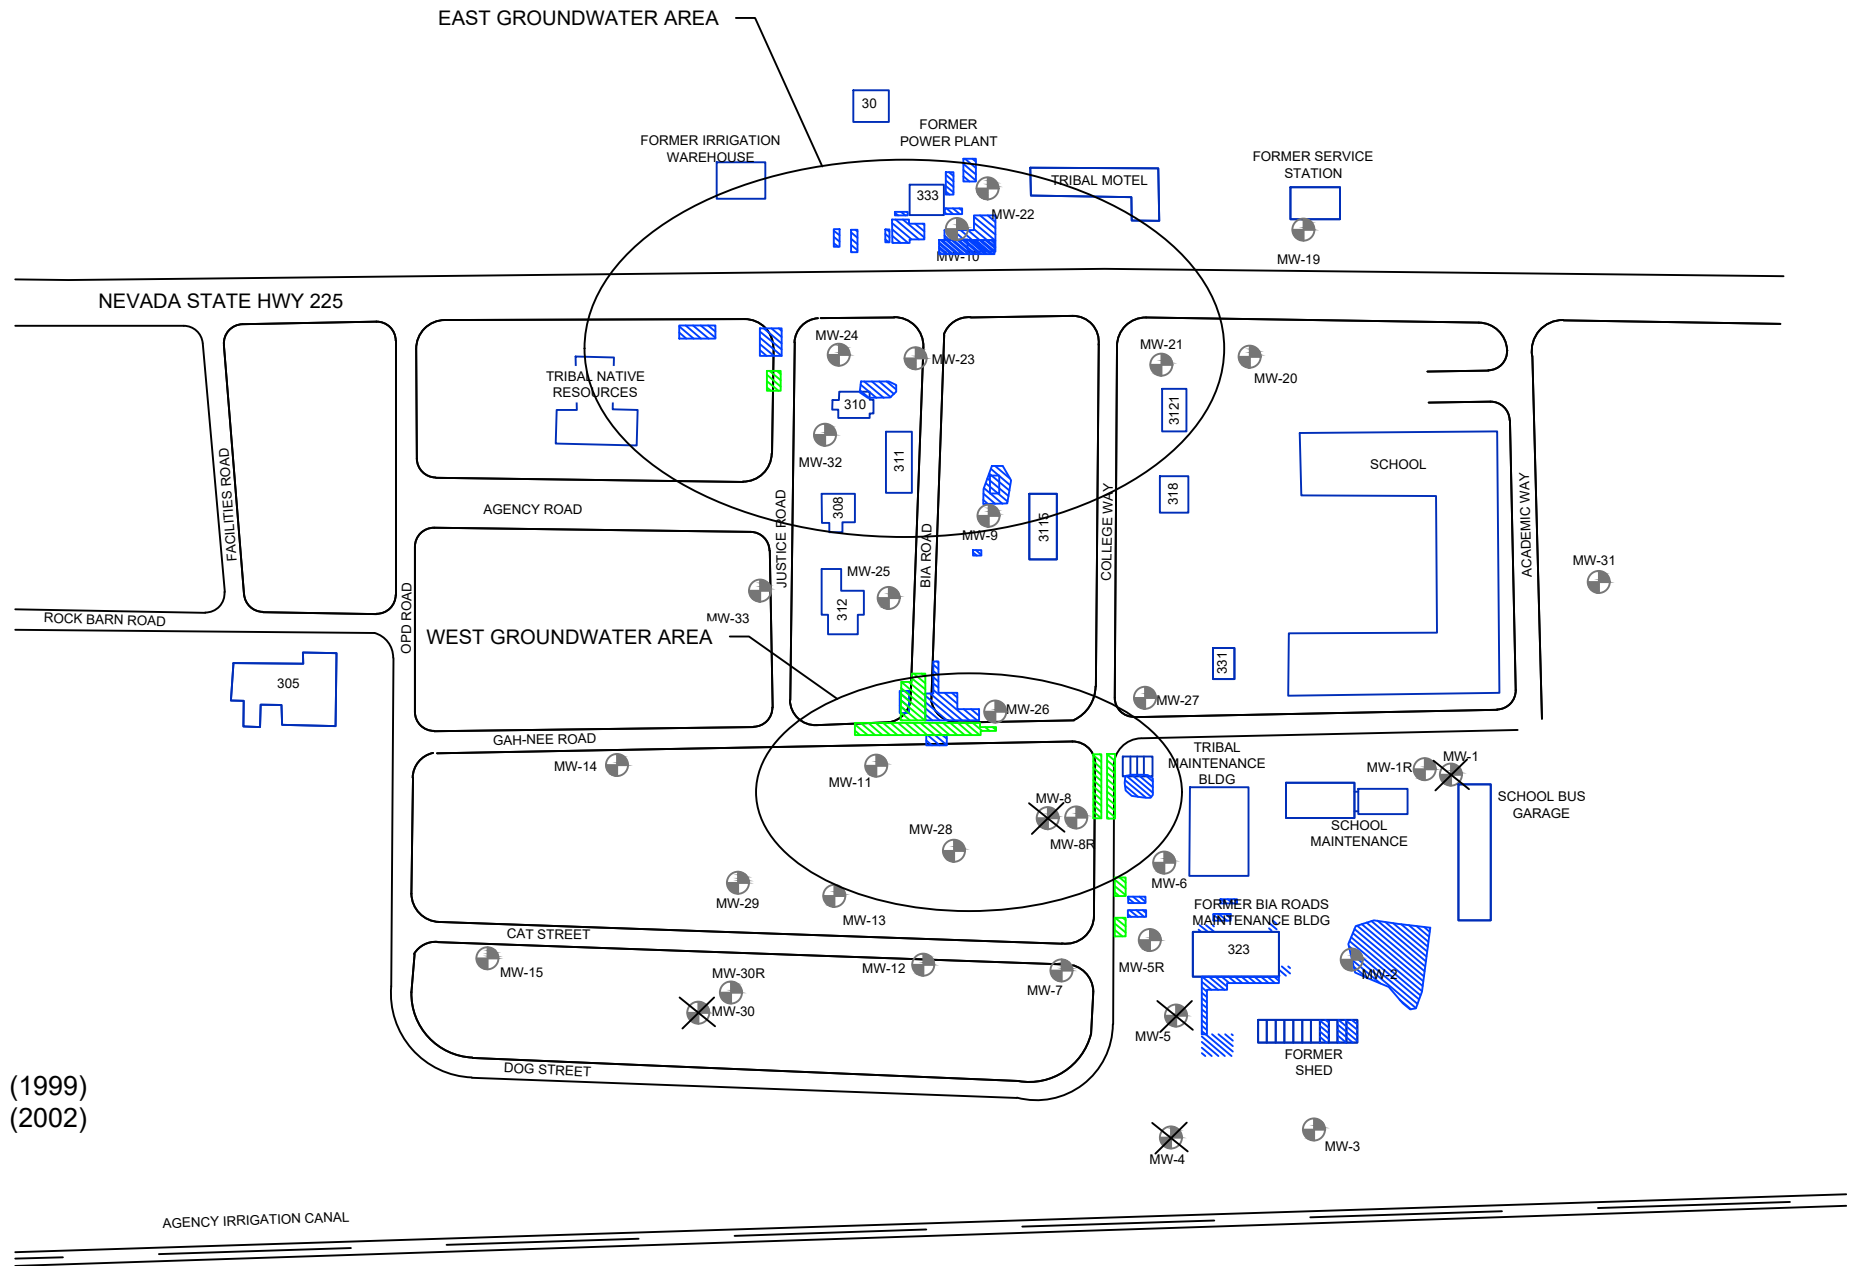 EAST GROUNDWATER AREA
30
FORMER
POWER PLANT
FORMER IRRIGATION
WAREHOUSE
FORMER SERVICE
STATION
TRIBAL MOTEL
333
MW-22
MW-10
MW-19
NEVADA STATE HWY 225
MW-24
MW-23
MW-21
MW-20
TRIBAL NATIVE
RESOURCES
310
3121
MW-32
311
SCHOOL
FACILITIES ROAD
AGENCY ROAD
JUSTICE ROAD
308
318
MW-9
BIA ROAD
3115
COLLEGE WAY
ACADEMIC WAY
MW-31
MW-25
312
OPD ROAD
MW-33
ROCK BARN ROAD
WEST GROUNDWATER AREA
305
331
MW-26
MW-27
GAH-NEE ROAD
MW-14
MW-11
TRIBAL
MAINTENANCE
BLDG
MW-1R
MW-1
SCHOOL BUS
GARAGE
MW-8
MW-8R
SCHOOL
MAINTENANCE
MW-28
MW-6
MW-29
MW-13
FORMER BIA ROADS
MAINTENANCE BLDG
CAT STREET
323
MW-15
MW-30R
MW-30
MW-12
MW-7
MW-5R
MW-2
MW-5
FORMER
SHED
DOG STREET
(1999)
(2002)
MW-4
MW-3
AGENCY IRRIGATION CANAL